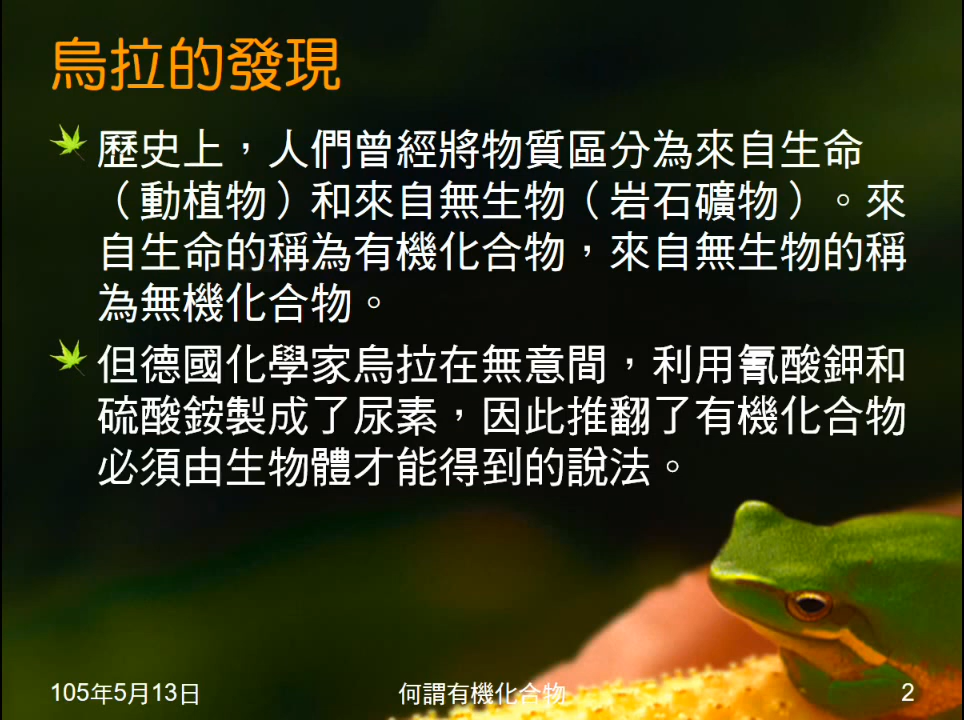 烏拉的發現
歷史上，人們曾經將物質區分為來自生命
（動植物）和來自無生物（岩石礦物）。來
自生命的稱為有機化合物，來自無生物的稱
為無機化合物。
但德國化學家烏拉在無意間，利用氰酸鉀和
硫酸銨製成了尿素，因此推翻了有機化合物
必須由生物體才能得到的說法。
105年5月13日
何謂有機化合物
2